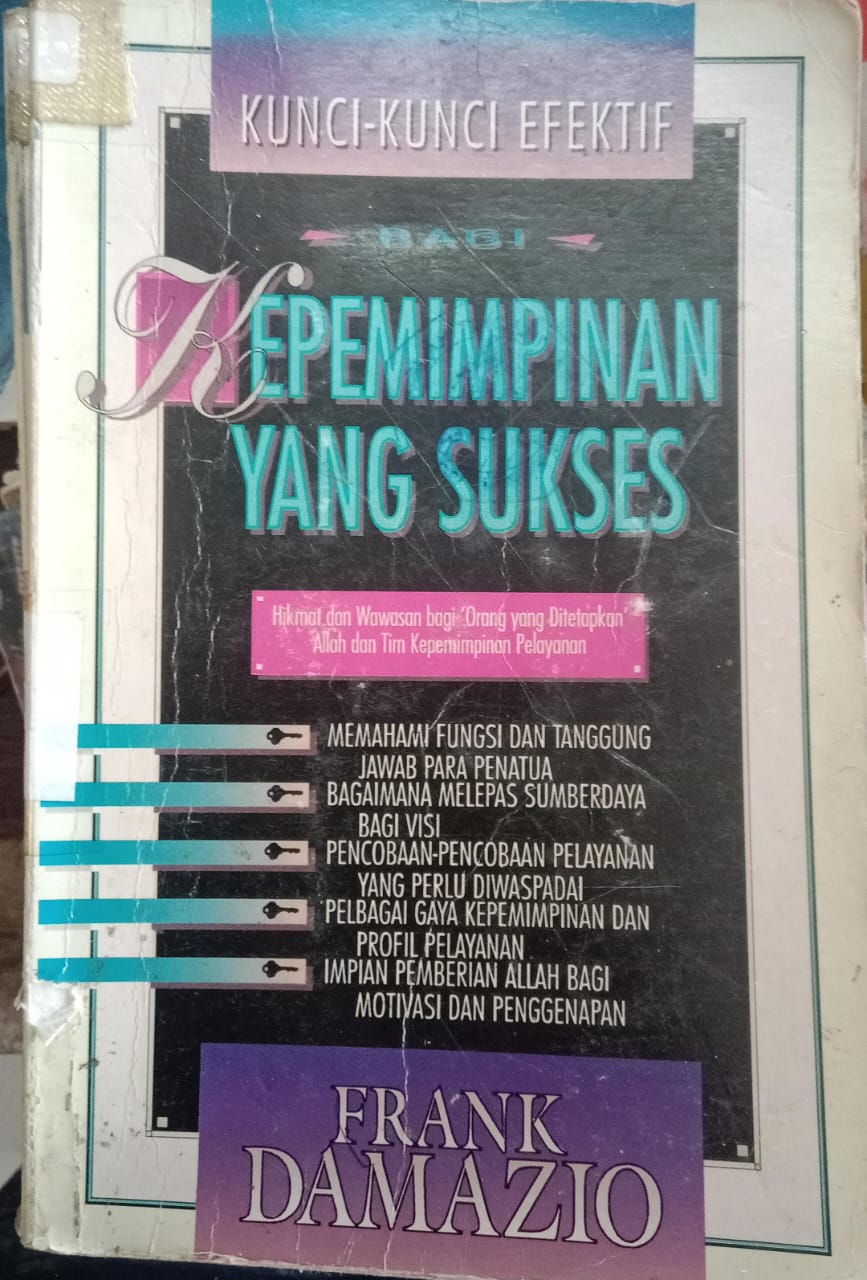 KUNCI-KUNCI EFEKTIF
BAGI
KEPEMIMPINAN
YANG SUKSES
Hikmat dan Wawasan bagi 'Orang yang Ditetapkan'
Allah dan Tim Kepemimpinan Pelayanan
MEMAHAMI FUNGSI DAN TANGGUNG
JAWAB PARA PENATUA
BAGAIMANA MELEPAS SUMBERDAYA
BAGI VISI
PENCOBAAN-PENCOBAAN PELAYANAN
YANG PERLU DIWASPADAI
PELBAGAI GAYA KEPEMIMPINAN DAN
PROFIL PELAYANAN
IMPIAN PEMBERIAN ALLAH BAGI
MOTIVASI DAN PENGGENAPAN
FRANK
DAMAZIO